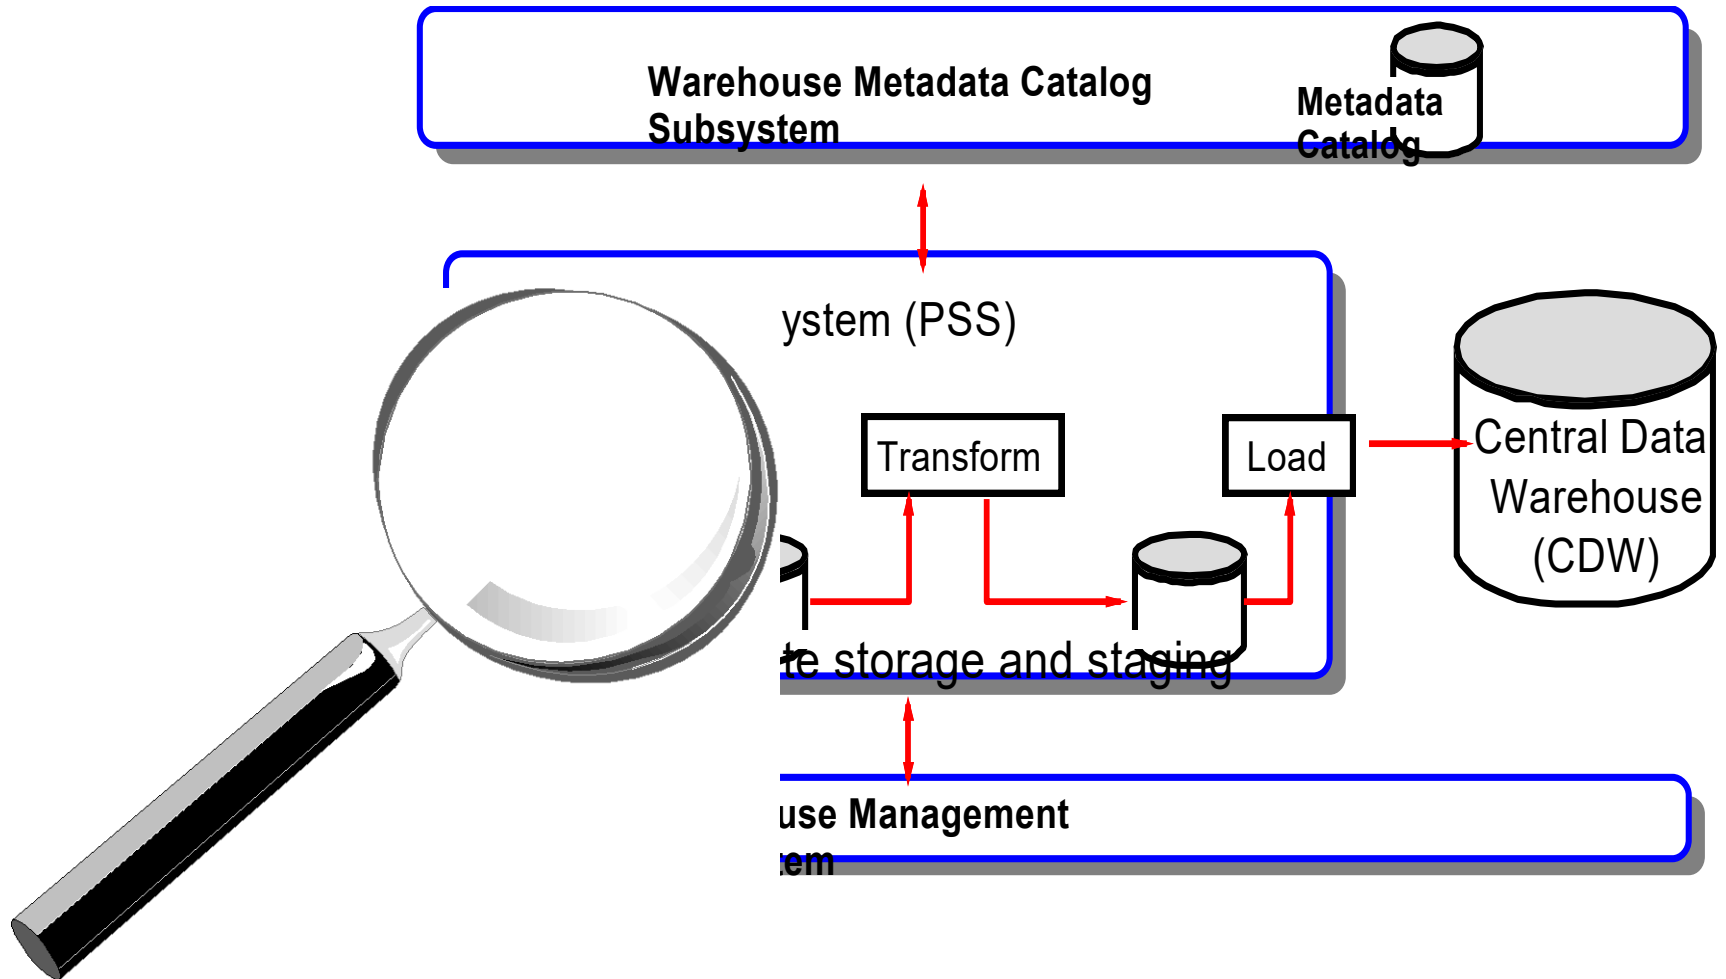 Warehouse Metadata Catalog
Subsystem
Metadata
Catalog
ystem (PSS)
Transform
Load
Central Data
Warehouse
(CDW)
te storage and staging
use Management
tem